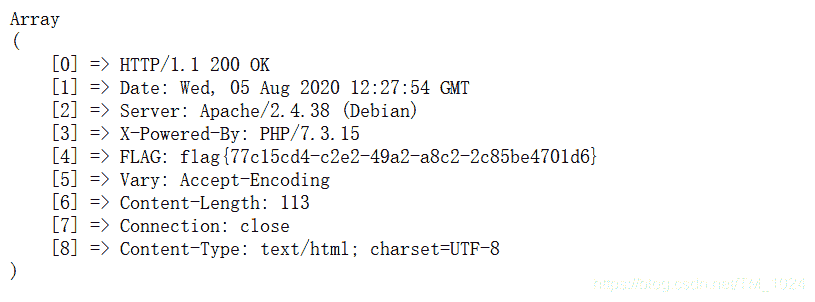 Array
(
[0] => HTTP/1.1 200 OK
[1] => Date: Wed, 05 Aug 2020 12:27:54 GMT
[2] => Server: Apache/2.4.38 (Debian)
[3] => X-Powered-By: PHP/7.3.15
[4] => FLAG: flag{77c15cd4-c2e2-49a2-a8c2-2c85be4701d6}
[5] => Vary: Accept-Encoding
[6] => Content-Length: 113
[7] => Connection: close
[8] => Content-Type: text/html; charset=UTF-8
)
https://blog.csdn.net/TM_1024